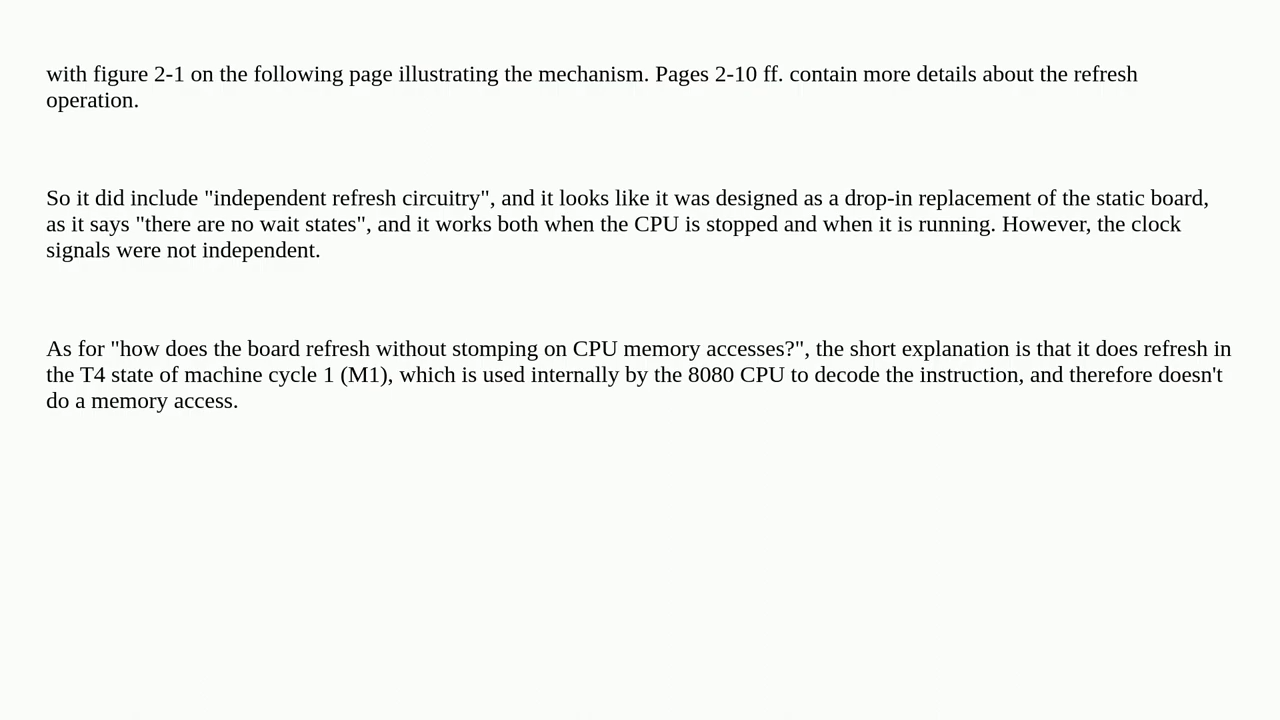 with figure 2-1 on the following page illustrating the mechanism. Pages 2-10 ff. contain more details about the refresh
operation.
So it did include "independent refresh circuitry", and it looks like it was designed as a drop-in replacement of the static board,
as it says "there are no wait states", and it works both when the CPU is stopped and when it is running. However, the clock
signals were not independent.
As for "how does the board refresh without stomping on CPU memory accesses?", the short explanation is that it does refresh in
the T4 state of machine cycle 1 (M1), which is used internally by the 8080 CPU to decode the instruction, and therefore doesn't
do a memory access.